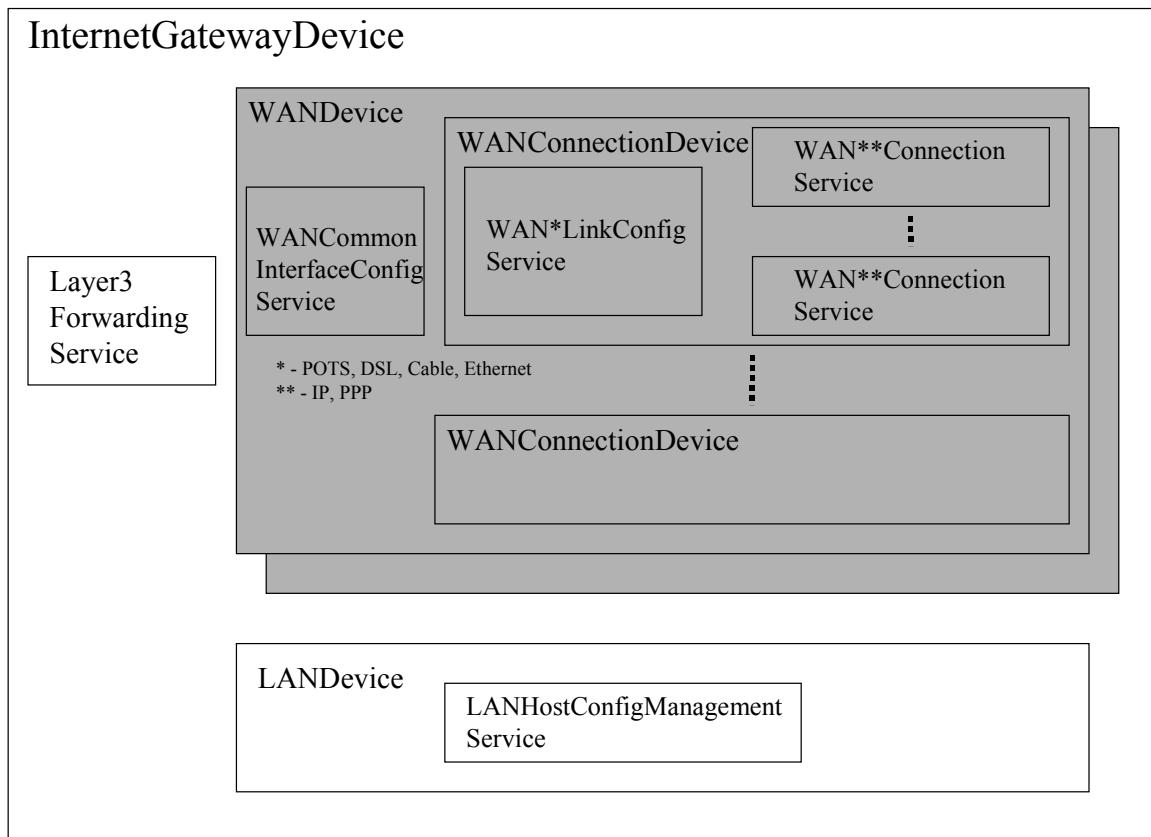 InternetGatewayDevice
WANDevice
WANConnectionDevice
WAN**Connection
Service
WAN*LinkConfig
Service
WANCommon
InterfaceConfig
Service
WAN**Connection
Service
Layer3
Forwarding
Service
* - POTS, DSL, Cable, Ethernet
** - IP, PPP
WANConnectionDevice
LANDevice
LANHostConfigManagement
Service